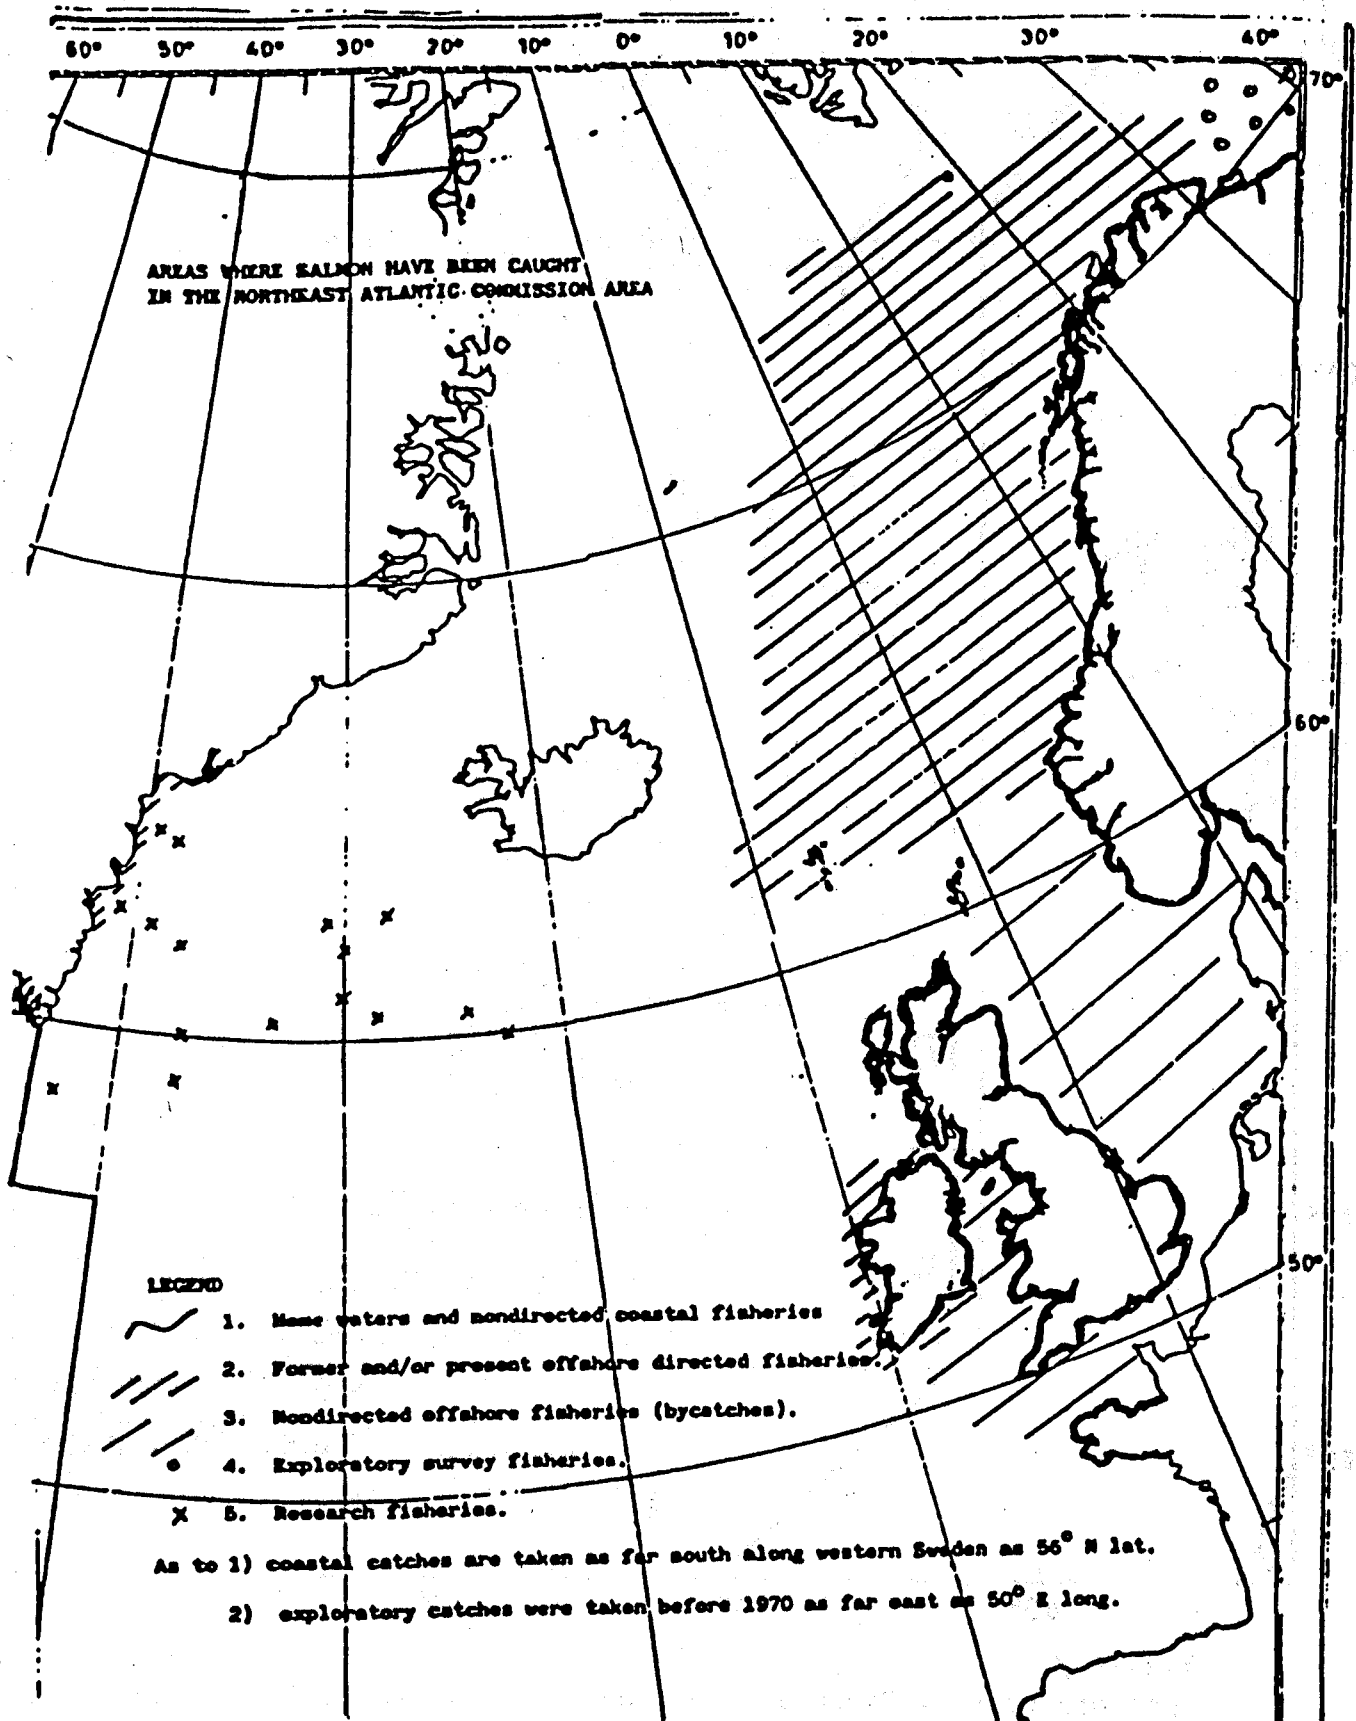 60° 50° 40° 30° 20° 10° 0° 10° 20° 30° 40°
70°
AREAS WHERE SALMON HAVE BEEN CAUGHT
IN THE NORTHEAST ATLANTIC COMMISSION AREA
60°
50°
LEGEND
1. Home waters and nondirected coastal fisheries
2. Former and/or present offshore directed fisheries.
3. Nondirected offshore fisheries (bycatches).
4. Exploratory survey fisheries.
5. Research fisheries.
As to 1) coastal catches are taken as far south along western Sweden as 56° N lat.
2) exploratory catches were taken before 1970 as far east as 50° E long.